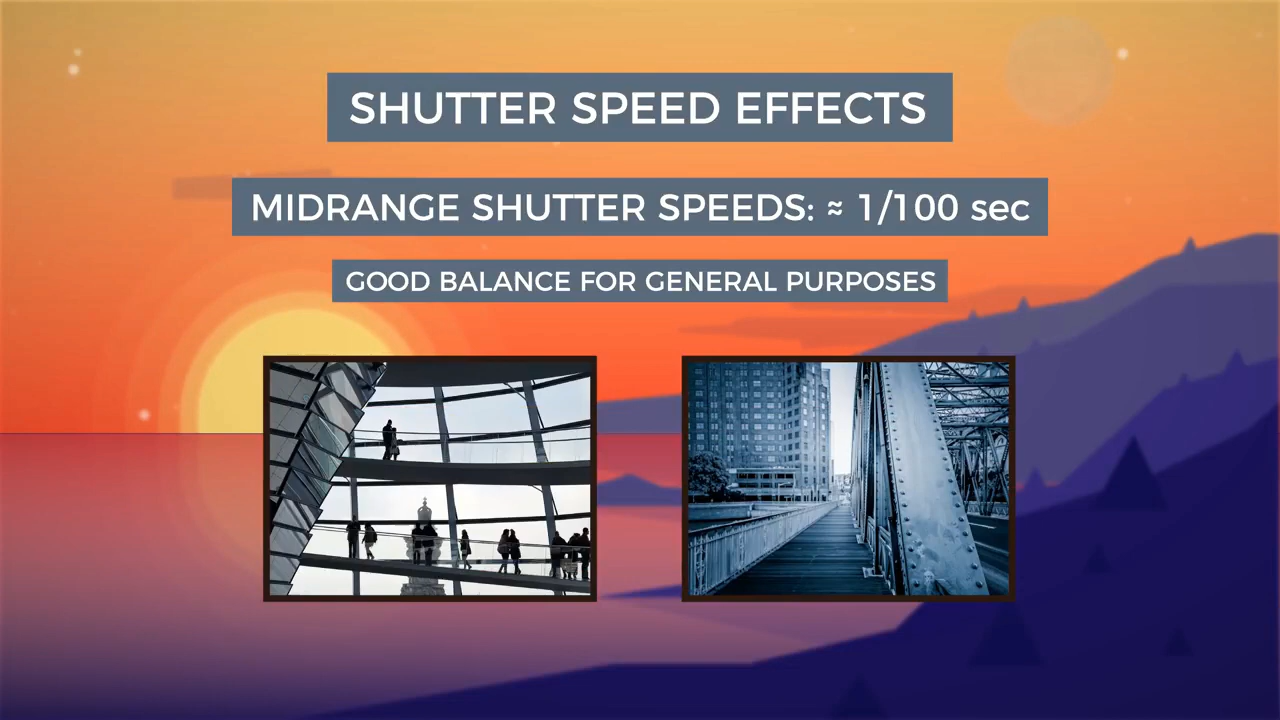 SHUTTER SPEED EFFECTS
MIDRANGE SHUTTER SPEEDS: ≈ 1/100 sec
GOOD BALANCE FOR GENERAL PURPOSES